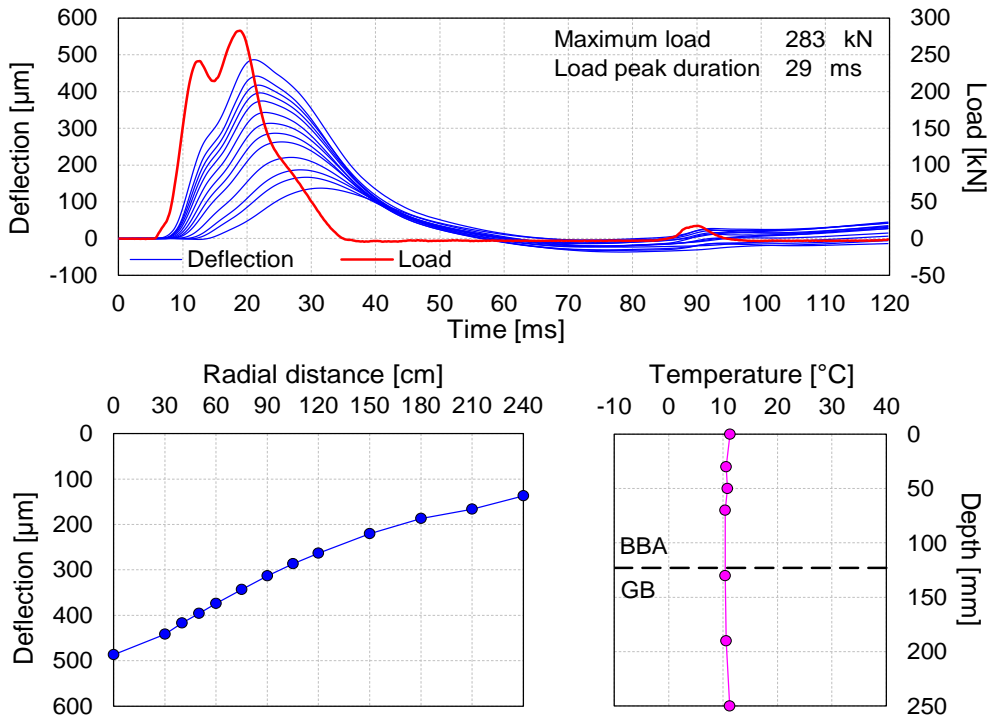 600
500
400
300
200
100
0
-100
Deflection [µm]
300
250
200
150
100
50
0
-50
Load [kN]
Maximum load 283 kN
Load peak duration 29 ms
Deflection Load
0 10 20 30 40 50 60 70 80 90 100 110 120
Time [ms]
Radial distance [cm]
0 30 60 90 120 150 180 210 240
0
100
200
300
400
500
600
Deflection [µm]
Temperature [°C]
-10 0 10 20 30 40
0
50
100
150
200
250
Depth [mm]
BBA
GB